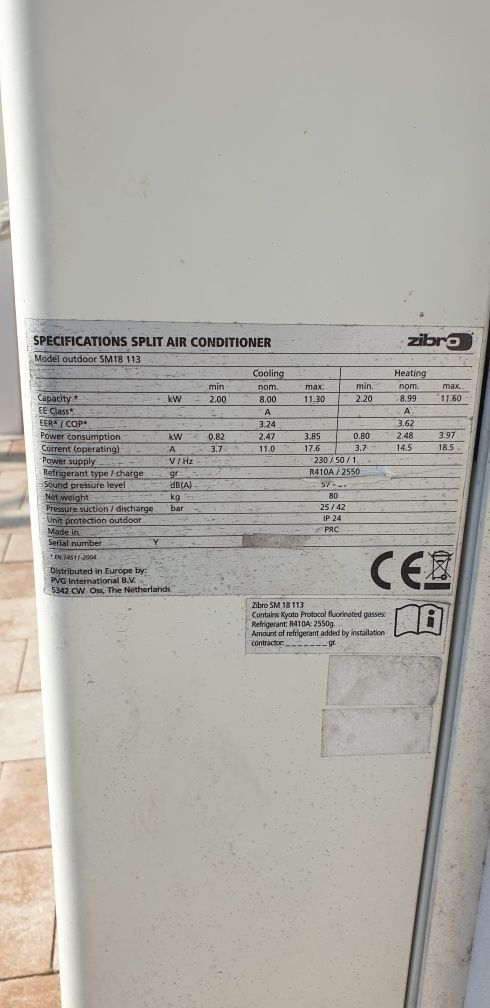 SPECIFICATIONS SPLIT AIR CONDITIONER zibro
Model outdoor SM18 113
Cooling Heating
min nom. max. min. nom. max.
Capacity * kW 2.00 8.00 11.30 2.20 8.99 11.60
EE Class* A A
EER* / COP* 3.24 3.62
Power consumption kW 0.82 2.47 3.85 0.80 2.48 3.97
Current (operating) A 3.7 11.0 17.6 3.7 14.5 18.5
Power supply V / Hz 230 / 50 / 1
Refrigerant type / charge gr R410A / 2550
Sound pressure level dB(A)
Net weight kg 80
Pressure suction / discharge bar 25 / 42
Unit protection outdoor IP 24
Made in PRC
Serial number Y
* EN 14511-2004
Distributed in Europe by:
PVG International B.V.
5342 CW Oss, The Netherlands
CE
Zibro SM 18 113
Contains Kyoto Protocol fluorinated gasses:
Refrigerant: R410A: 2550g.
Amount of refrigerant added by installation
contractor: _ _ _ _ _ _ _ gr.